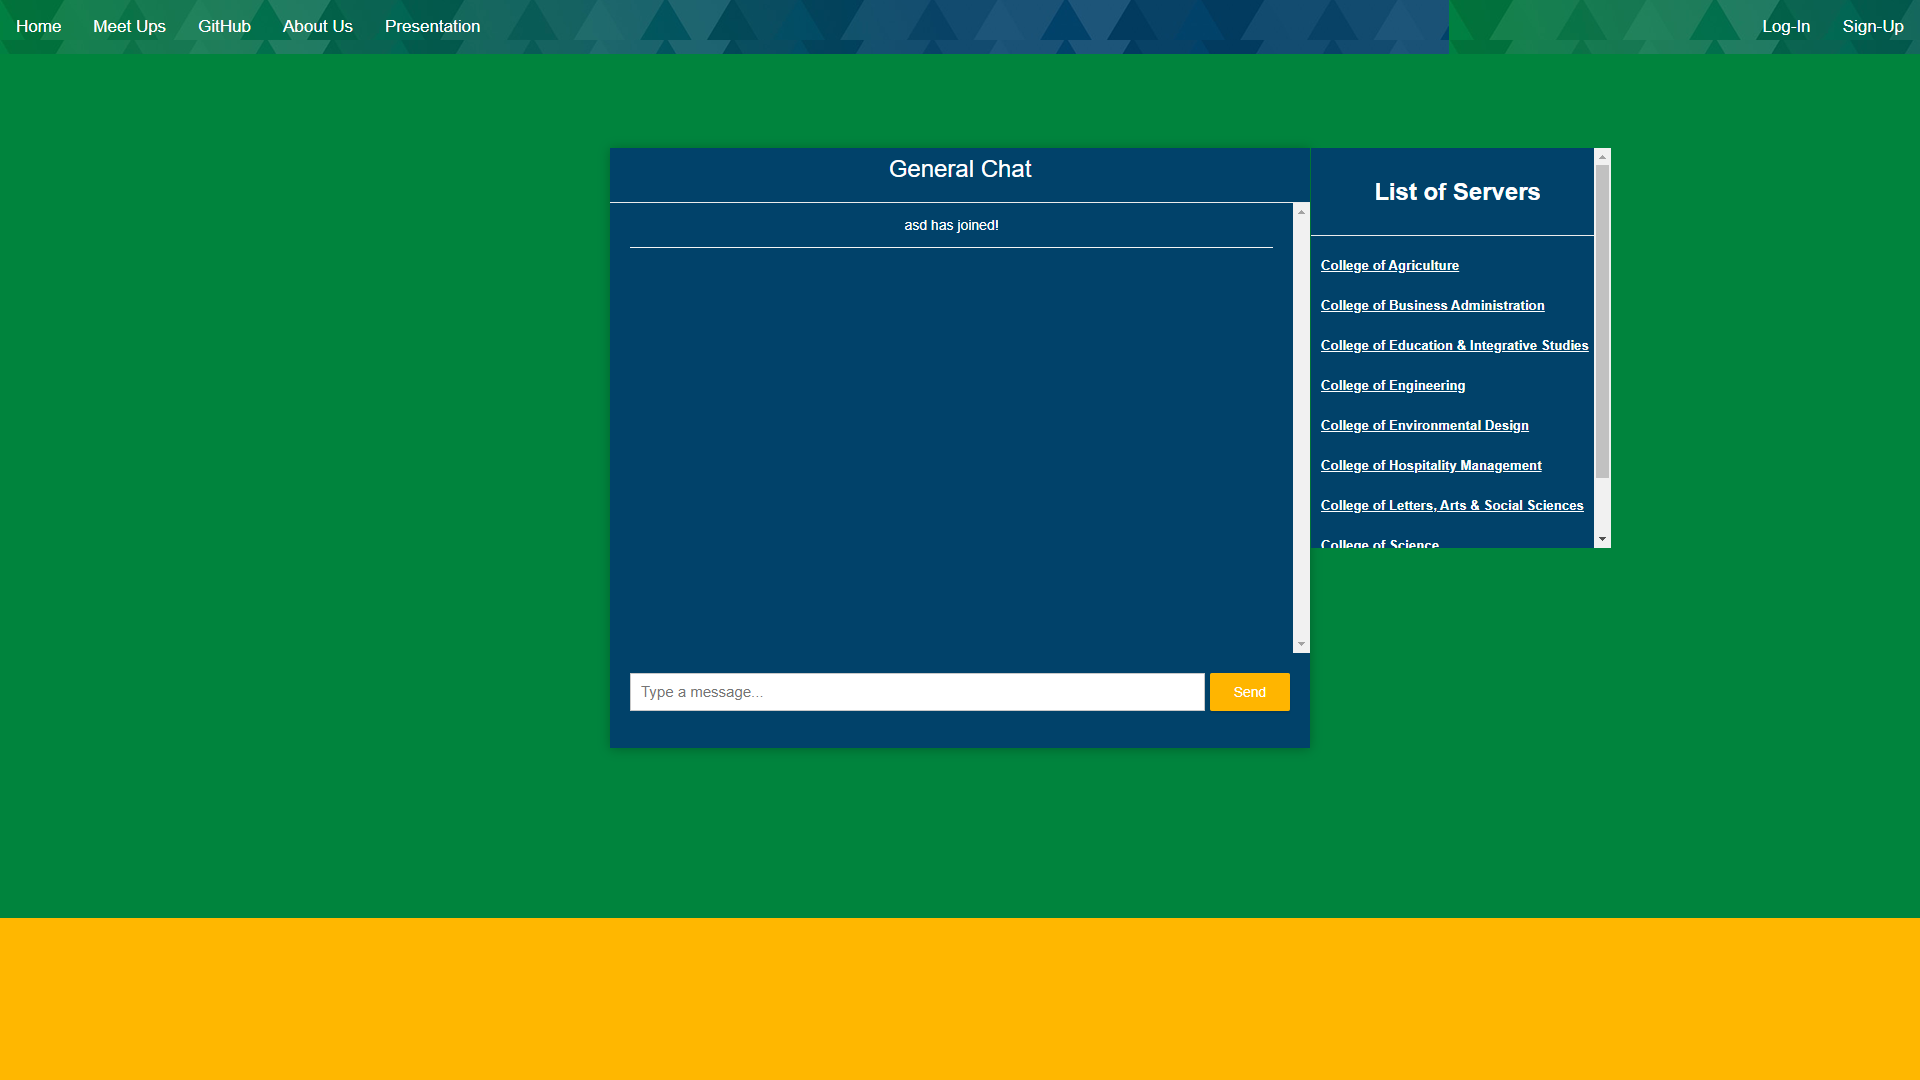 Home Meet Ups GitHub About Us Presentation Log-In Sign-Up
General Chat
asd has joined!
Type a message...
Send
List of Servers
College of Agriculture
College of Business Administration
College of Education & Integrative Studies
College of Engineering
College of Environmental Design
College of Hospitality Management
College of Letters, Arts & Social Sciences
College of Science